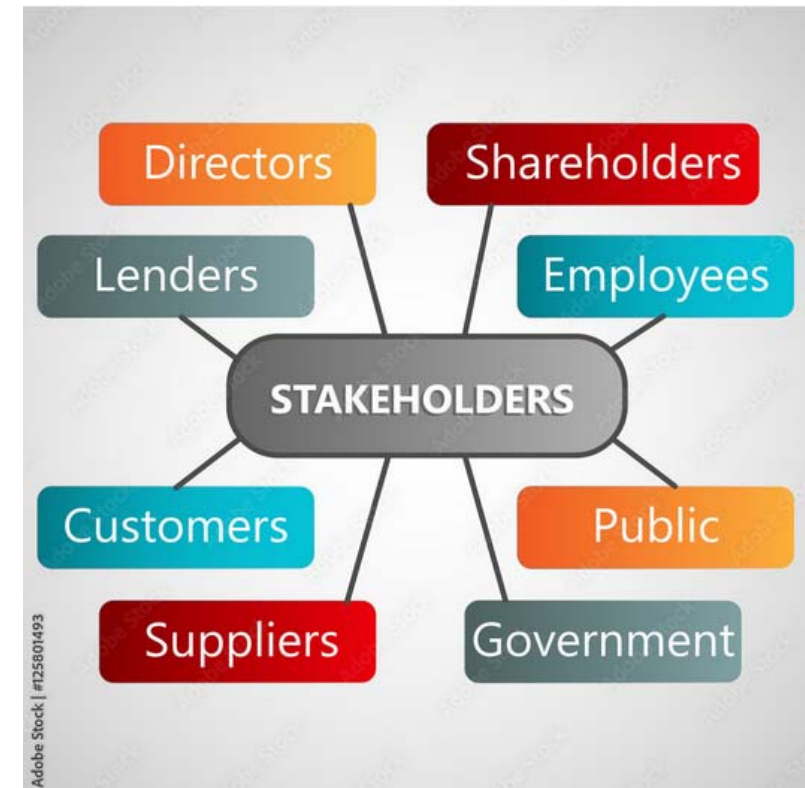 Directors
Shareholders
Lenders
Employees
STAKEHOLDERS
Customers
Public
Suppliers
Government
Adobe Stock | #125801493